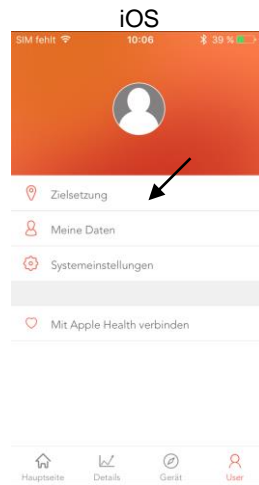 iOS
SIM fehlt 10:06 39 %
Zielsetzung
Meine Daten
Systemeinstellungen
Mit Apple Health verbinden
Hauptseite Details Gerät User